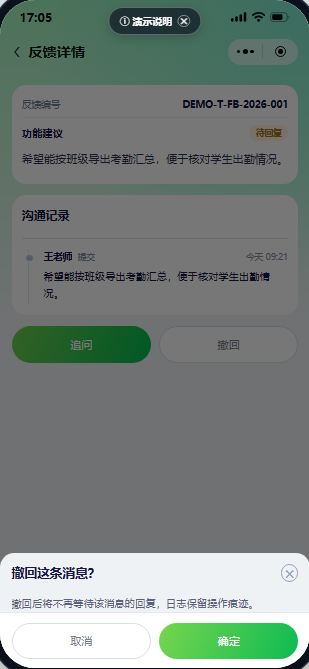 17:05
演示说明
反馈详情
反馈编号 DEMO-T-FB-2026-001
功能建议 待回复
希望能按班级导出考勤汇总，便于核对学生出勤情况。
沟通记录
王老师 提交 今天 09:21
希望能按班级导出考勤汇总，便于核对学生出勤情
况。
追问 撤回
撤回这条消息？
撤回后将不再等待该消息的回复，日志保留操作痕迹。
取消 确定